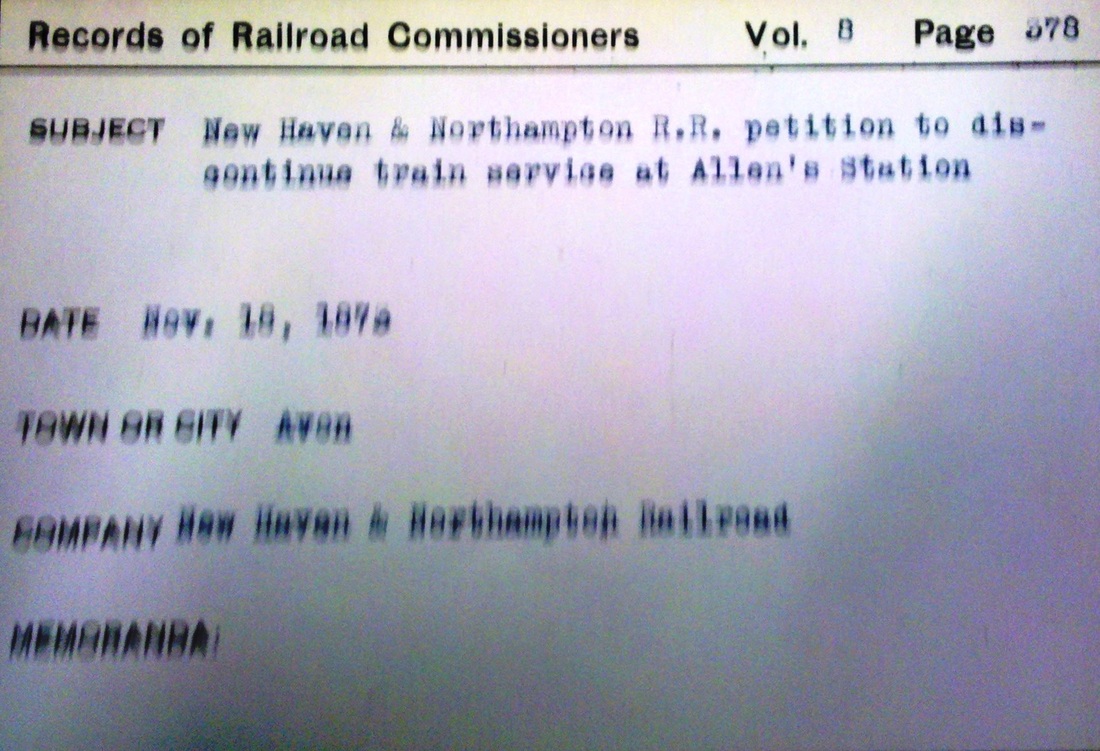 Records of Railroad Commissioners Vol. 8 Page 378
SUBJECT New Haven & Northampton R.R. petition to dis-
continue train service at Allen's Station
DATE Nov. 18,
TOWN OR CITY Avon
COMPANY New Haven & Northampton Railroad
MEMORANDA: